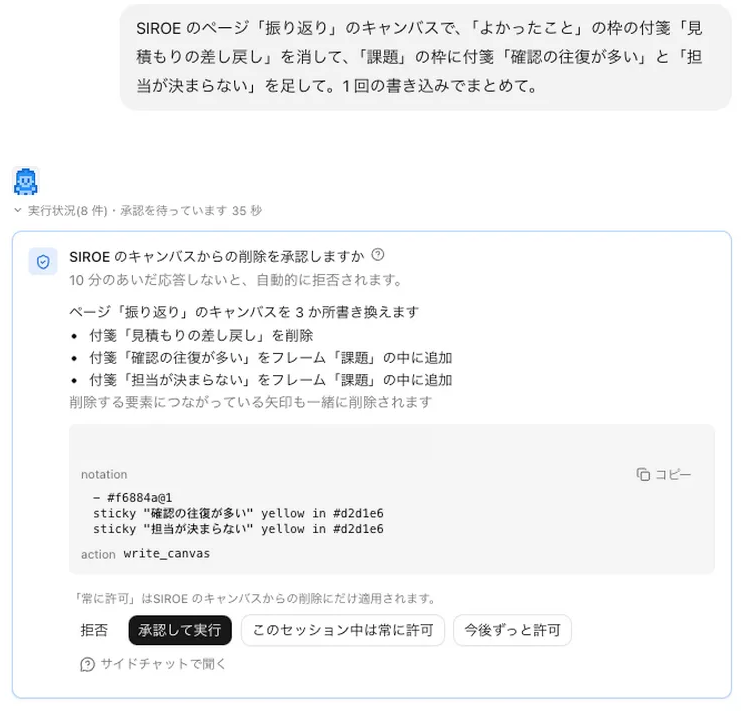 SIROE のページ「振り返り」のキャンバスで、「よかったこと」の枠の付箋「見
積もりの差し戻し」を消して、「課題」の枠に付箋「確認の往復が多い」と「担
当が決まらない」を足して。1 回の書き込みでまとめて。
実行状況(8 件)・承認を待っています 35 秒
SIROE のキャンバスからの削除を承認しますか
10 分のあいだ応答しないと、自動的に拒否されます。
ページ「振り返り」のキャンバスを 3 か所書き換えます
• 付箋「見積もりの差し戻し」を削除
• 付箋「確認の往復が多い」をフレーム「課題」の中に追加
• 付箋「担当が決まらない」をフレーム「課題」の中に追加
削除する要素につながっている矢印も一緒に削除されます
notation コピー
− #f6884a@1
sticky "確認の往復が多い" yellow in #d2d1e6
sticky "担当が決まらない" yellow in #d2d1e6
action write_canvas
「常に許可」はSIROE のキャンバスからの削除にだけ適用されます。
拒否 承認して実行 このセッション中は常に許可 今後ずっと許可
サイドチャットで聞く